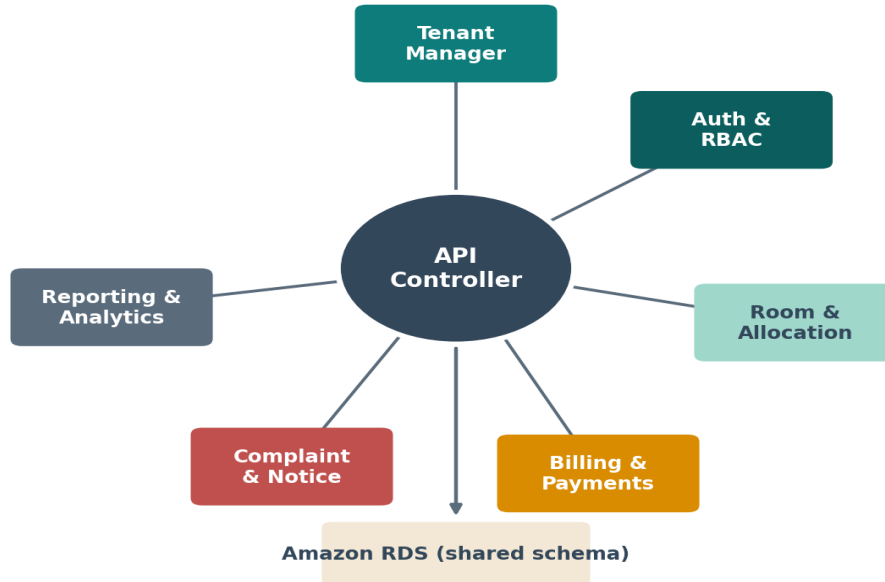 Tenant
Manager
Auth &
RBAC
API
Controller
Reporting &
Analytics
Room &
Allocation
Complaint
& Notice
Billing &
Payments
Amazon RDS (shared schema)